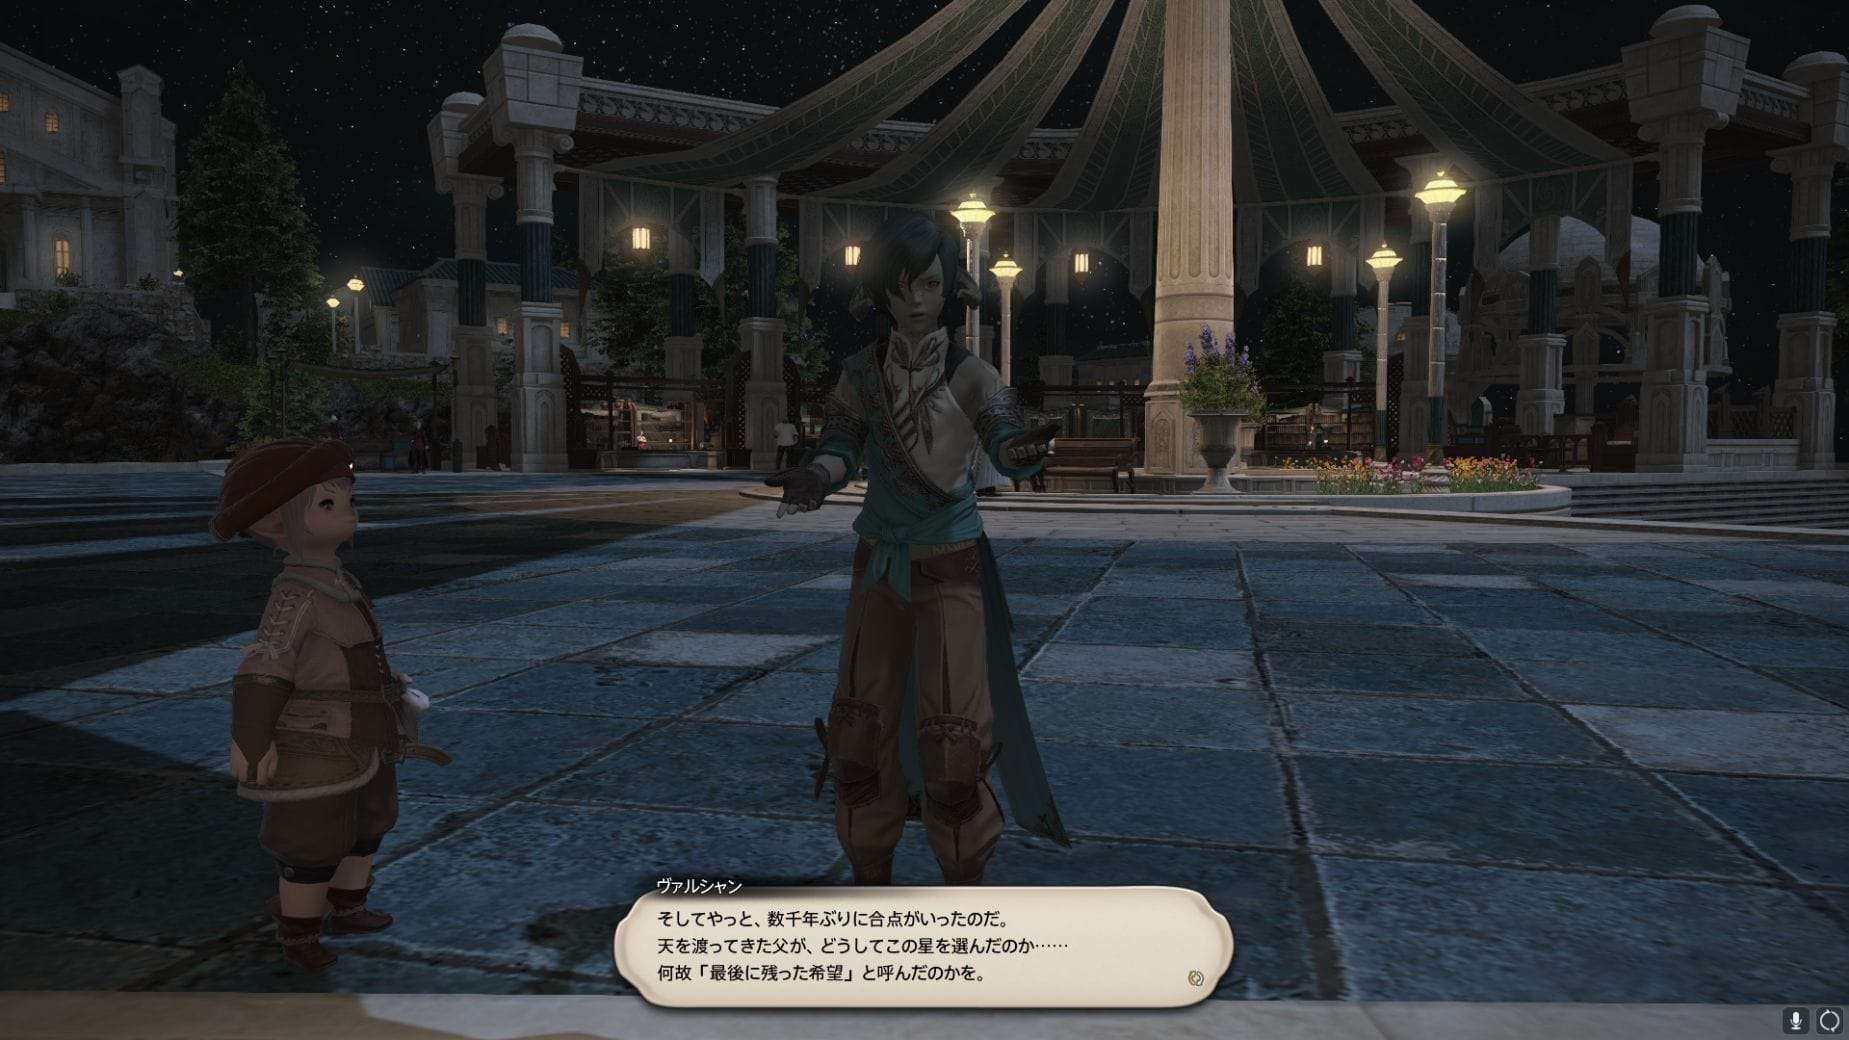 ヴァルシャン
そしてやっと、数千年ぶりに合点がいったのだ。
天を渡ってきた父が、どうしてこの星を選んだのか……
何故「最後に残った希望」と呼んだのかを。